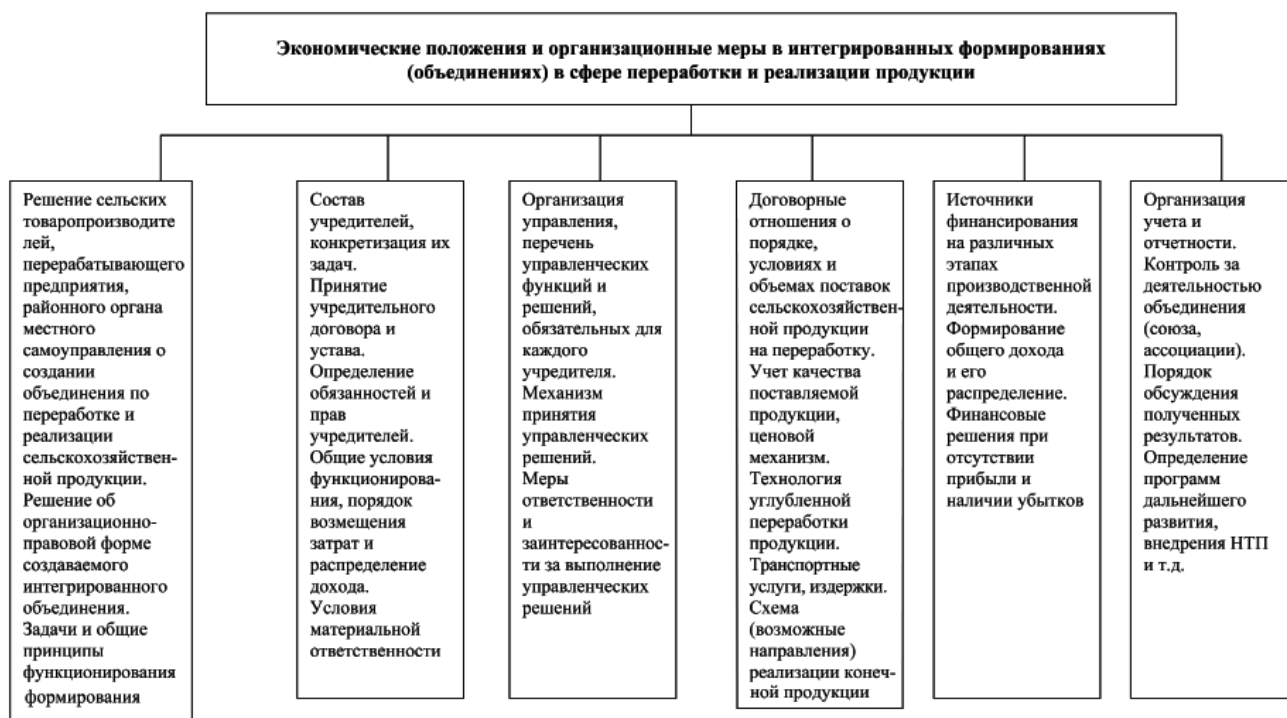 Экономические положения и организационные меры в интегрированных формированиях
(объединениях) в сфере переработки и реализации продукции
Решение сельских
товаропроизводите
лей,
перерабатывающего
предприятия,
районного органа
местного
самоуправления о
создании
объединения по
переработке и
реализации
сельскохозяйствен-
ной продукции.
Решение об
организационно-
правовой форме
создаваемого
интегрированного
объединения.
Задачи и общие
принципы
функционирования
формирования
Состав
учредителей,
конкретизация их
задач.
Принятие
учредительного
договора и
устава.
Определение
обязанностей и
прав
учредителей.
Общие условия
функционирова-
ния, порядок
возмещения
затрат и
распределение
дохода.
Условия
материальной
ответственности
Организация
управления,
перечень
управленческих
функций и
решений,
обязательных для
каждого
учредителя.
Механизм
принятия
управленческих
решений.
Меры
ответственности
и
заинтересованнос-
ти за выполнение
управленческих
решений
Договорные
отношения о
порядке,
условиях и
объемах поставок
сельскохозяйствен-
ной продукции
на переработку.
Учет качества
поставляемой
продукции,
ценовой
механизм.
Технология
углубленной
переработки
продукции.
Транспортные
услуги, издержки.
Схема
(возможные
направления)
реализации конеч-
ной продукции
Источники
финансирования
на различных
этапах
производственной
деятельности.
Формирование
общего дохода
и его
распределение.
Финансовые
решения при
отсутствии
прибыли и
наличии убытков
Организация
учета и
отчетности.
Контроль за
деятельностью
объединения
(союза,
ассоциации).
Порядок
обсуждения
полученных
результатов.
Определение
программ
дальнейшего
развития,
внедрения НТП
и т.д.